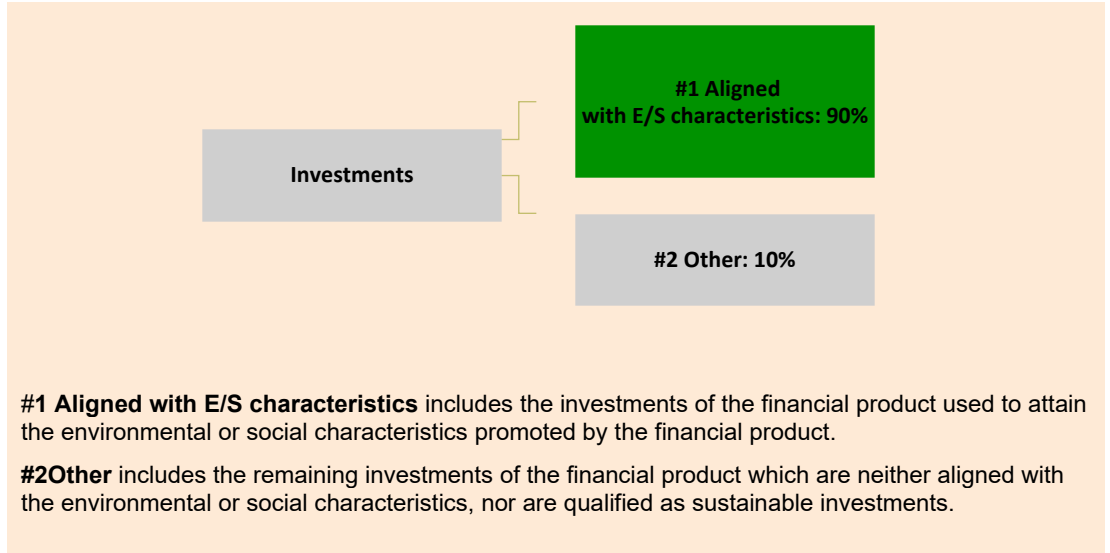 #1 Aligned
with E/S characteristics: 90%
Investments
#2 Other: 10%
#1 Aligned with E/S characteristics includes the investments of the financial product used to attain
the environmental or social characteristics promoted by the financial product.
#2Other includes the remaining investments of the financial product which are neither aligned with
the environmental or social characteristics, nor are qualified as sustainable investments.